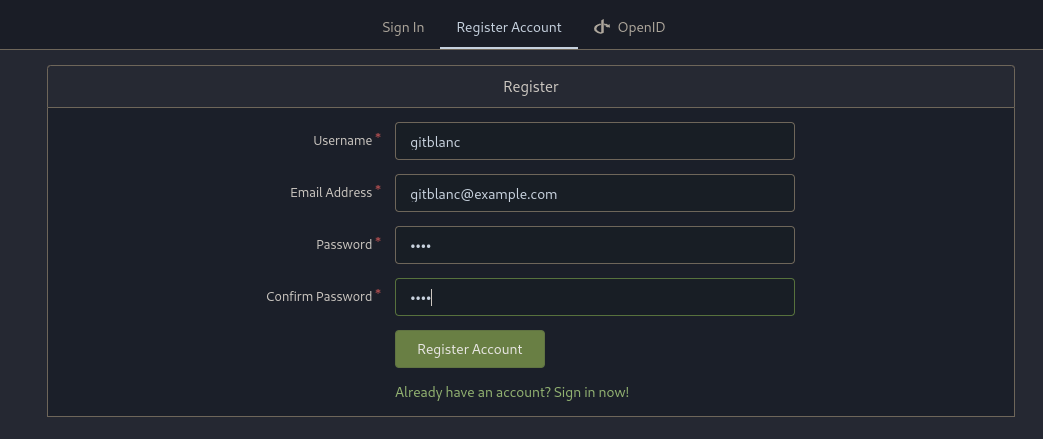 Sign In Register Account OpenID
Register
Username * gitblanc
Email Address * gitblanc@example.com
Password * ••••
Confirm Password * ••••
Register Account
Already have an account? Sign in now!